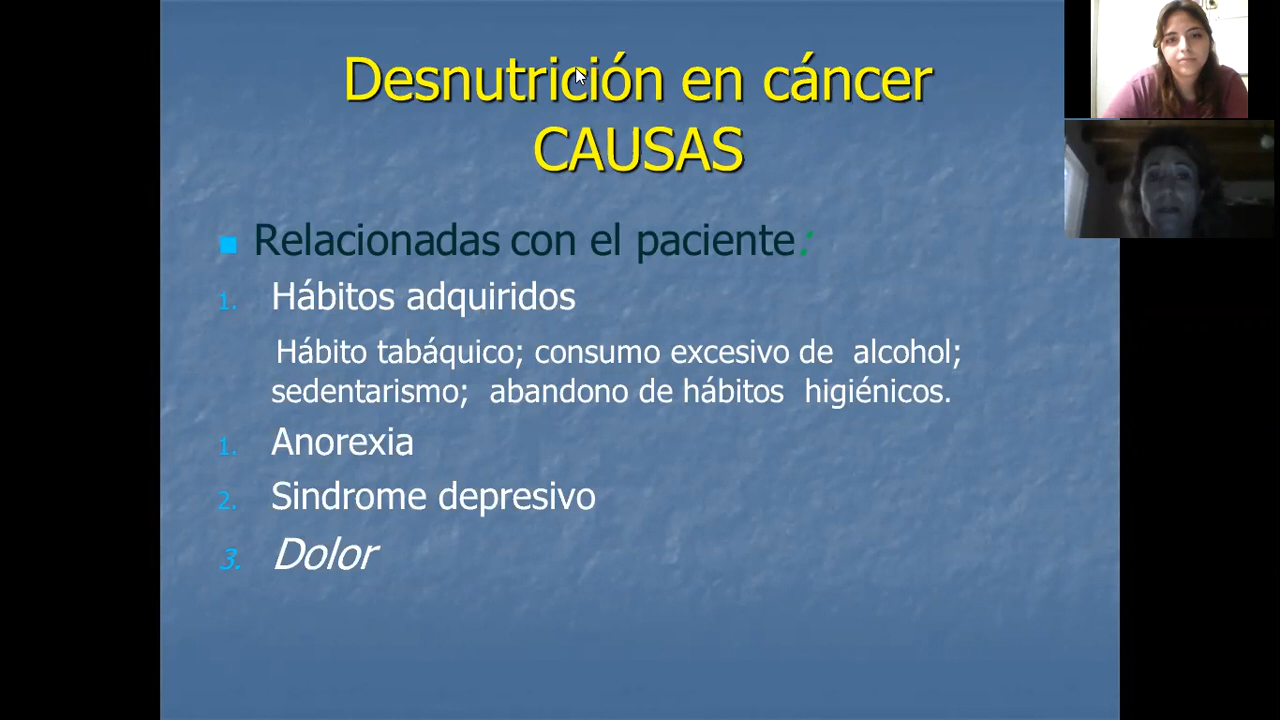 Desnutrición en cáncer
CAUSAS
Relacionadas con el paciente:
1. Hábitos adquiridos
Hábito tabáquico; consumo excesivo de alcohol;
sedentarismo; abandono de hábitos higiénicos.
1. Anorexia
2. Sindrome depresivo
3. Dolor